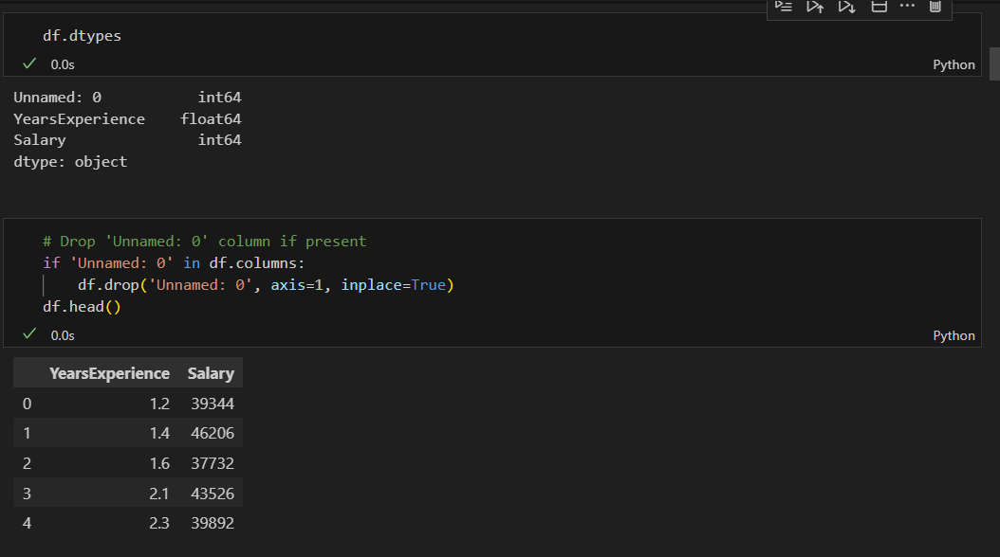 df.dtypes
0.0s
Python
Unnamed: 0 int64
YearsExperience float64
Salary int64
dtype: object
# Drop 'Unnamed: 0' column if present
if 'Unnamed: 0' in df.columns:
    df.drop('Unnamed: 0', axis=1, inplace=True)
df.head()
0.0s
Python
YearsExperience Salary
0 1.2 39344
1 1.4 46206
2 1.6 37732
3 2.1 43526
4 2.3 39892